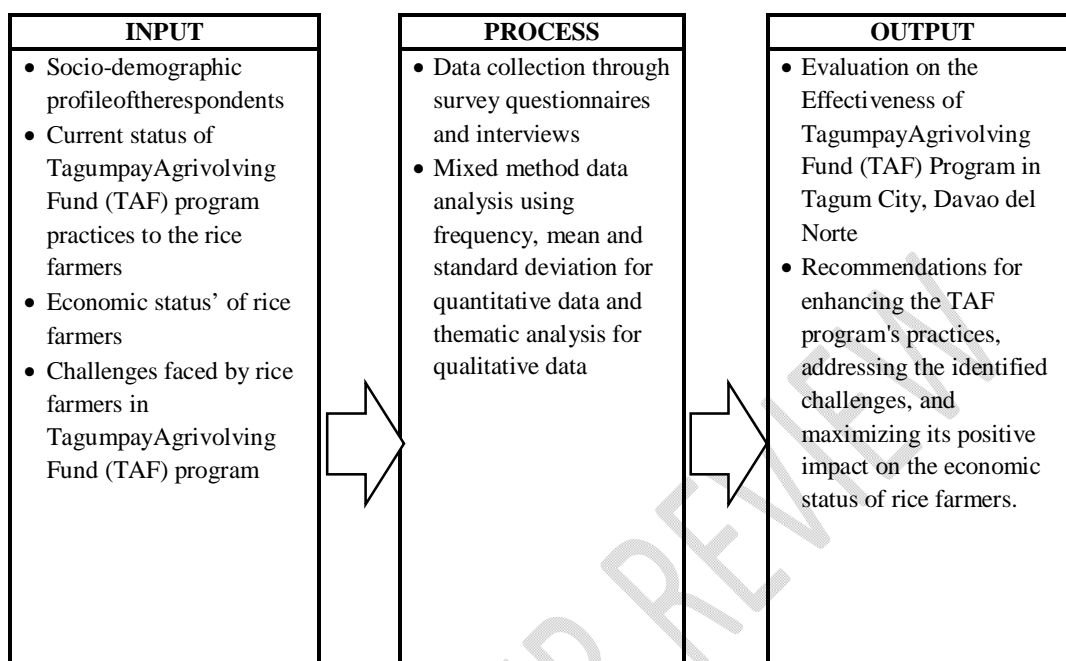 INPUT
• Socio-demographic
profileoftherespondents
• Current status of
TagumpayAgrivolving
Fund (TAF) program
practices to the rice
farmers
• Economic status’ of rice
farmers
• Challenges faced by rice
farmers in
TagumpayAgrivolving
Fund (TAF) program
PROCESS
• Data collection through
survey questionnaires
and interviews
• Mixed method data
analysis using
frequency, mean and
standard deviation for
quantitative data and
thematic analysis for
qualitative data
OUTPUT
• Evaluation on the
Effectiveness of
TagumpayAgrivolving
Fund (TAF) Program in
Tagum City, Davao del
Norte
• Recommendations for
enhancing the TAF
program's practices,
addressing the identified
challenges, and
maximizing its positive
impact on the economic
status of rice farmers.
REVIEW